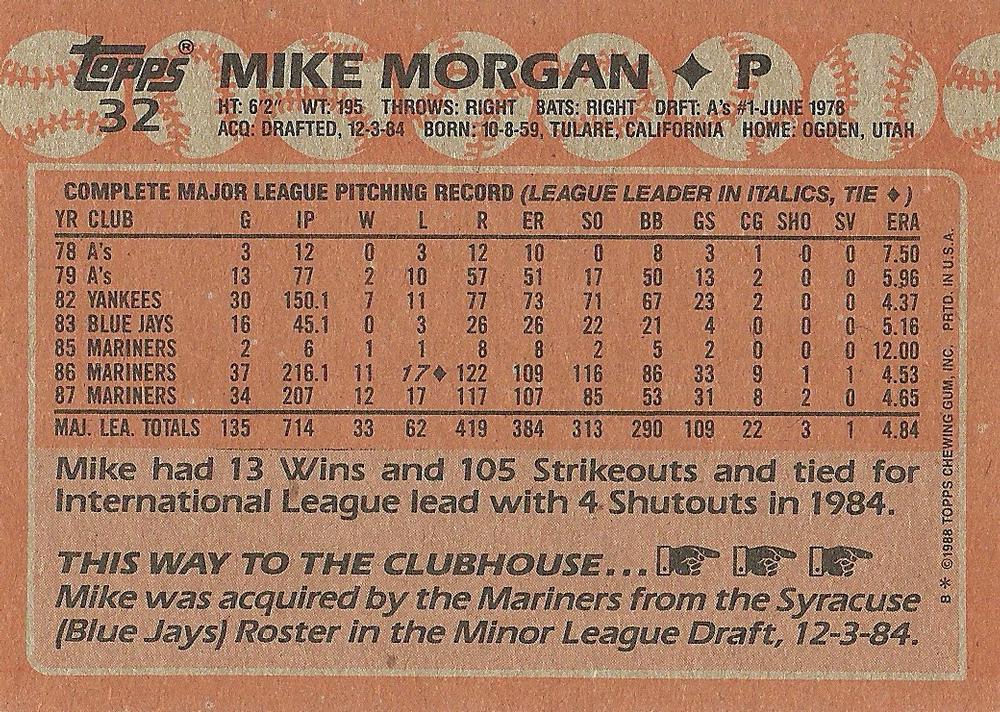 Topps® MIKE MORGAN ✦ P
32 HT: 6'2" WT: 195 THROWS: RIGHT BATS: RIGHT DRFT: A's #1-JUNE 1978
ACQ: DRAFTED, 12-3-84 BORN: 10-8-59, TULARE, CALIFORNIA HOME: OGDEN, UTAH
COMPLETE MAJOR LEAGUE PITCHING RECORD (LEAGUE LEADER IN ITALICS, TIE ♦)
YR CLUB G IP W L R ER SO BB GS CG SHO SV ERA
78 A's 3 12 0 3 12 10 0 8 3 1 0 0 7.50
79 A's 13 77 2 10 57 51 17 50 13 2 0 0 5.96
82 YANKEES 30 150.1 7 11 77 73 71 67 23 2 0 0 4.37
83 BLUE JAYS 16 45.1 0 3 26 26 22 21 4 0 0 0 5.16
85 MARINERS 2 6 1 1 8 8 2 5 2 0 0 0 12.00
86 MARINERS 37 216.1 11 17♦ 122 109 116 86 33 9 1 1 4.53
87 MARINERS 34 207 12 17 117 107 85 53 31 8 2 0 4.65
MAJ. LEA. TOTALS 135 714 33 62 419 384 313 290 109 22 3 1 4.84
Mike had 13 Wins and 105 Strikeouts and tied for
International League lead with 4 Shutouts in 1984.
THIS WAY TO THE CLUBHOUSE...
Mike was acquired by the Mariners from the Syracuse
(Blue Jays) Roster in the Minor League Draft, 12-3-84.
B* ©1988 TOPPS CHEWING GUM, INC. PRTD. IN U.S.A.